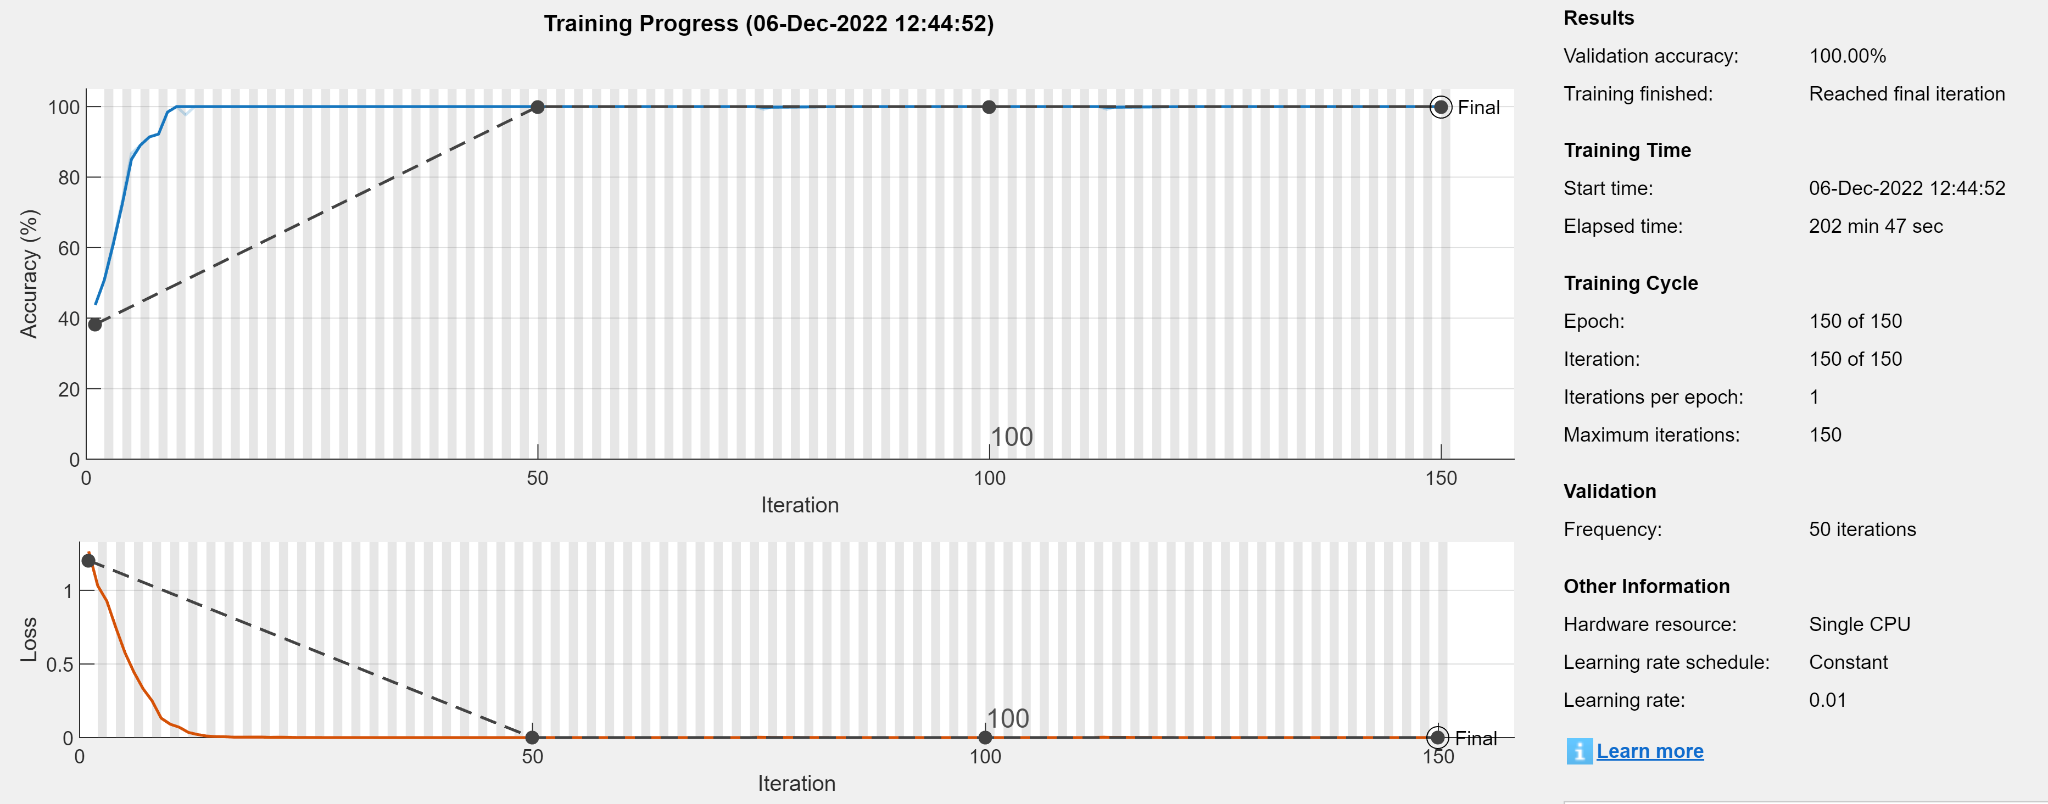 Training Progress (06-Dec-2022 12:44:52)
100
80
60
40
20
0
Accuracy (%)
Final
100
0 50 100 150
Iteration
1
0.5
0
Loss
100
Final
0 50 100 150
Iteration
Results
Validation accuracy: 100.00%
Training finished: Reached final iteration
Training Time
Start time: 06-Dec-2022 12:44:52
Elapsed time: 202 min 47 sec
Training Cycle
Epoch: 150 of 150
Iteration: 150 of 150
Iterations per epoch: 1
Maximum iterations: 150
Validation
Frequency: 50 iterations
Other Information
Hardware resource: Single CPU
Learning rate schedule: Constant
Learning rate: 0.01
i Learn more